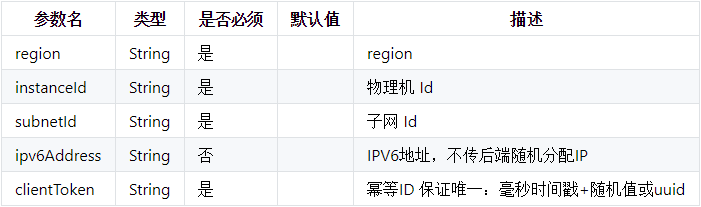 参数名 类型 是否必须 默认值 描述
region String 是 region
instanceId String 是 物理机 Id
subnetId String 是 子网 Id
ipv6Address String 否 IPV6地址，不传后端随机分配IP
clientToken String 是 幂等ID 保证唯一：毫秒时间戳+随机值或uuid